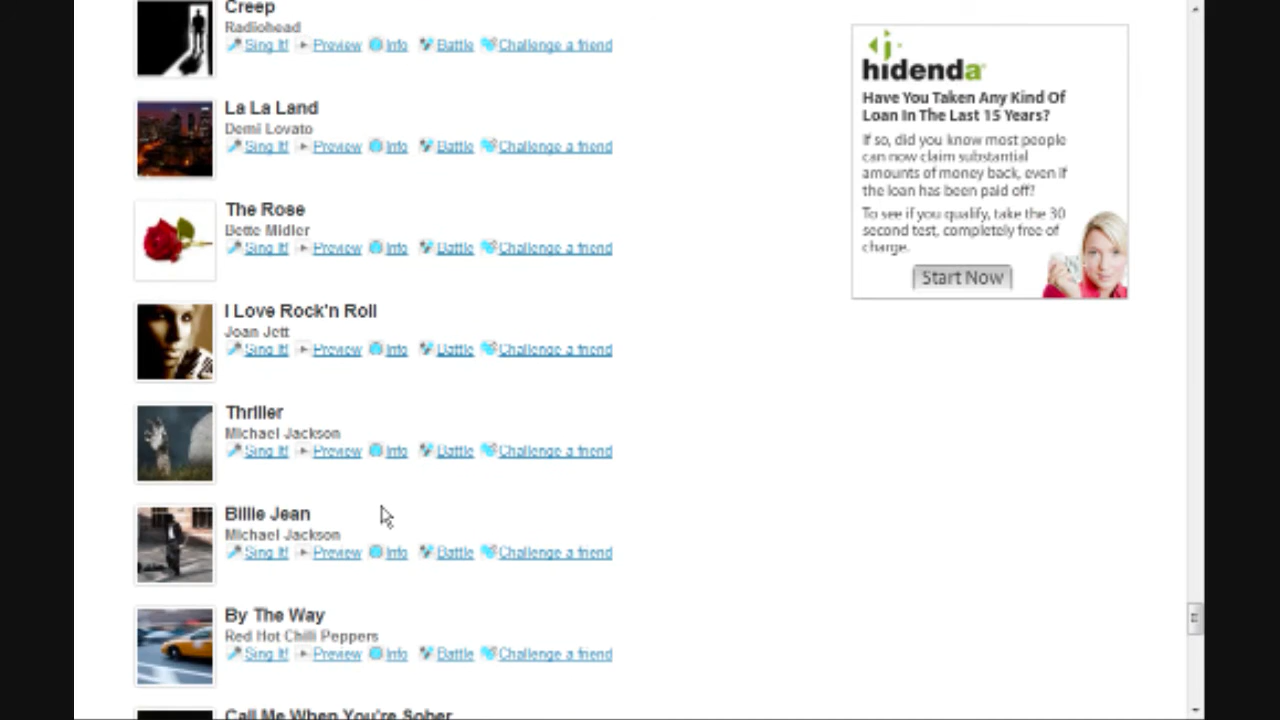 Creep
Radiohead
Sing It! Preview Info Battle Challenge a friend
La La Land
Demi Lovato
Sing It! Preview Info Battle Challenge a friend
The Rose
Bette Midler
Sing It! Preview Info Battle Challenge a friend
I Love Rock'n Roll
Joan Jett
Sing It! Preview Info Battle Challenge a friend
Thriller
Michael Jackson
Sing It! Preview Info Battle Challenge a friend
Billie Jean
Michael Jackson
Sing It! Preview Info Battle Challenge a friend
By The Way
Red Hot Chilli Peppers
Sing It! Preview Info Battle Challenge a friend
Call Me When You're Sober
hidenda
Have You Taken Any Kind Of
Loan In The Last 15 Years?
If so, did you know most people
can now claim substantial
amounts of money back, even if
the loan has been paid off?
To see if you qualify, take the 30
second test, completely free of
charge.
Start Now